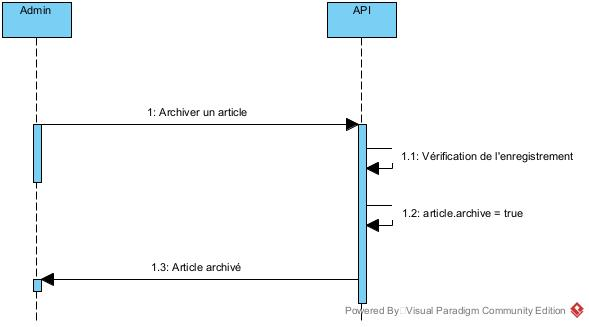 Admin
API
1: Archiver un article
1.1: Vérification de l'enregistrement
1.2: article.archive = true
1.3: Article archivé
Powered By Visual Paradigm Community Edition